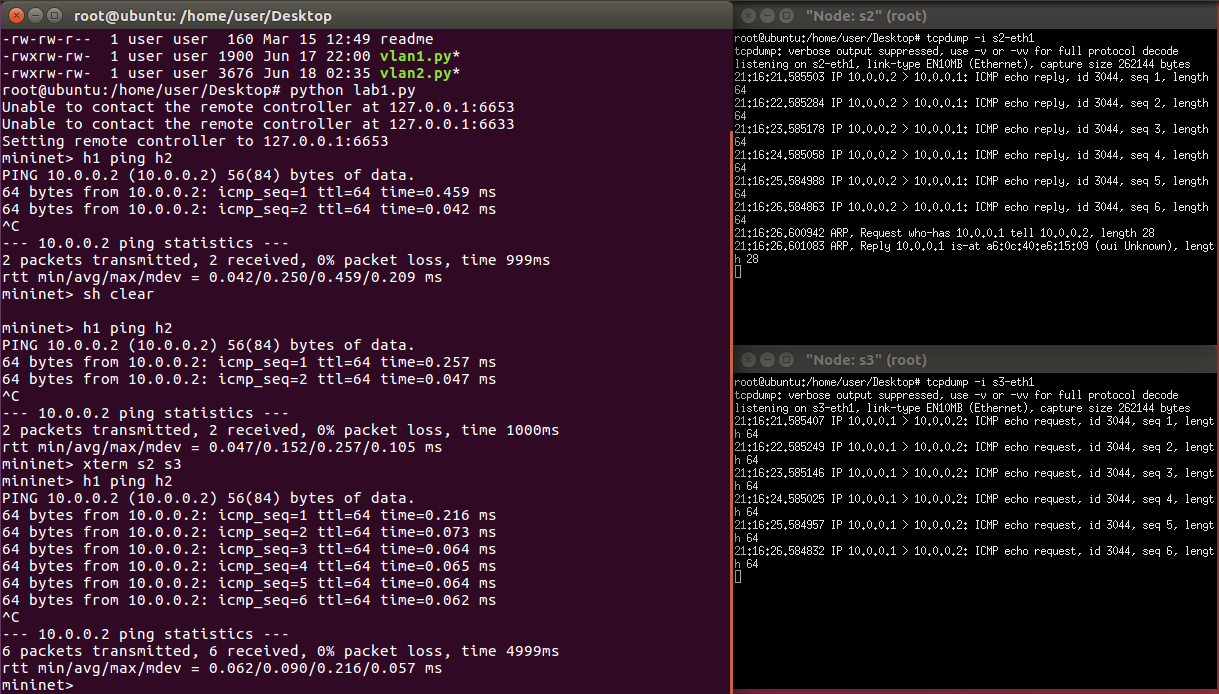 root@ubuntu: /home/user/Desktop
-rw-rw-r--  1 user user  160 Mar 15 12:49 readme
-rwxrw-rw-  1 user user 1900 Jun 17 22:00 vlan1.py*
-rwxrw-rw-  1 user user 3676 Jun 18 02:35 vlan2.py*
root@ubuntu:/home/user/Desktop# python lab1.py
Unable to contact the remote controller at 127.0.0.1:6653
Unable to contact the remote controller at 127.0.0.1:6633
Setting remote controller to 127.0.0.1:6653
mininet> h1 ping h2
PING 10.0.0.2 (10.0.0.2) 56(84) bytes of data.
64 bytes from 10.0.0.2: icmp_seq=1 ttl=64 time=0.459 ms
64 bytes from 10.0.0.2: icmp_seq=2 ttl=64 time=0.042 ms
^C
--- 10.0.0.2 ping statistics ---
2 packets transmitted, 2 received, 0% packet loss, time 999ms
rtt min/avg/max/mdev = 0.042/0.250/0.459/0.209 ms
mininet> sh clear
mininet> h1 ping h2
PING 10.0.0.2 (10.0.0.2) 56(84) bytes of data.
64 bytes from 10.0.0.2: icmp_seq=1 ttl=64 time=0.257 ms
64 bytes from 10.0.0.2: icmp_seq=2 ttl=64 time=0.047 ms
^C
--- 10.0.0.2 ping statistics ---
2 packets transmitted, 2 received, 0% packet loss, time 1000ms
rtt min/avg/max/mdev = 0.047/0.152/0.257/0.105 ms
mininet> xterm s2 s3
mininet> h1 ping h2
PING 10.0.0.2 (10.0.0.2) 56(84) bytes of data.
64 bytes from 10.0.0.2: icmp_seq=1 ttl=64 time=0.216 ms
64 bytes from 10.0.0.2: icmp_seq=2 ttl=64 time=0.073 ms
64 bytes from 10.0.0.2: icmp_seq=3 ttl=64 time=0.064 ms
64 bytes from 10.0.0.2: icmp_seq=4 ttl=64 time=0.065 ms
64 bytes from 10.0.0.2: icmp_seq=5 ttl=64 time=0.064 ms
64 bytes from 10.0.0.2: icmp_seq=6 ttl=64 time=0.062 ms
^C
--- 10.0.0.2 ping statistics ---
6 packets transmitted, 6 received, 0% packet loss, time 4999ms
rtt min/avg/max/mdev = 0.062/0.090/0.216/0.057 ms
mininet>
"Node: s2" (root)
root@ubuntu:/home/user/Desktop# tcpdump -i s2-eth1
tcpdump: verbose output suppressed, use -v or -vv for full protocol decode
listening on s2-eth1, link-type EN10MB (Ethernet), capture size 262144 bytes
21:16:21.585503 IP 10.0.0.2 > 10.0.0.1: ICMP echo reply, id 3044, seq 1, length
64
21:16:22.585284 IP 10.0.0.2 > 10.0.0.1: ICMP echo reply, id 3044, seq 2, length
64
21:16:23.585178 IP 10.0.0.2 > 10.0.0.1: ICMP echo reply, id 3044, seq 3, length
64
21:16:24.585058 IP 10.0.0.2 > 10.0.0.1: ICMP echo reply, id 3044, seq 4, length
64
21:16:25.584988 IP 10.0.0.2 > 10.0.0.1: ICMP echo reply, id 3044, seq 5, length
64
21:16:26.584863 IP 10.0.0.2 > 10.0.0.1: ICMP echo reply, id 3044, seq 6, length
64
21:16:26.600942 ARP, Request who-has 10.0.0.1 tell 10.0.0.2, length 28
21:16:26.601083 ARP, Reply 10.0.0.1 is-at a6:0c:40:e6:15:09 (oui Unknown), lengt
h 28
"Node: s3" (root)
root@ubuntu:/home/user/Desktop# tcpdump -i s3-eth1
tcpdump: verbose output suppressed, use -v or -vv for full protocol decode
listening on s3-eth1, link-type EN10MB (Ethernet), capture size 262144 bytes
21:16:21.585407 IP 10.0.0.1 > 10.0.0.2: ICMP echo request, id 3044, seq 1, lengt
h 64
21:16:22.585249 IP 10.0.0.1 > 10.0.0.2: ICMP echo request, id 3044, seq 2, lengt
h 64
21:16:23.585146 IP 10.0.0.1 > 10.0.0.2: ICMP echo request, id 3044, seq 3, lengt
h 64
21:16:24.585025 IP 10.0.0.1 > 10.0.0.2: ICMP echo request, id 3044, seq 4, lengt
h 64
21:16:25.584957 IP 10.0.0.1 > 10.0.0.2: ICMP echo request, id 3044, seq 5, lengt
h 64
21:16:26.584832 IP 10.0.0.1 > 10.0.0.2: ICMP echo request, id 3044, seq 6, lengt
h 64